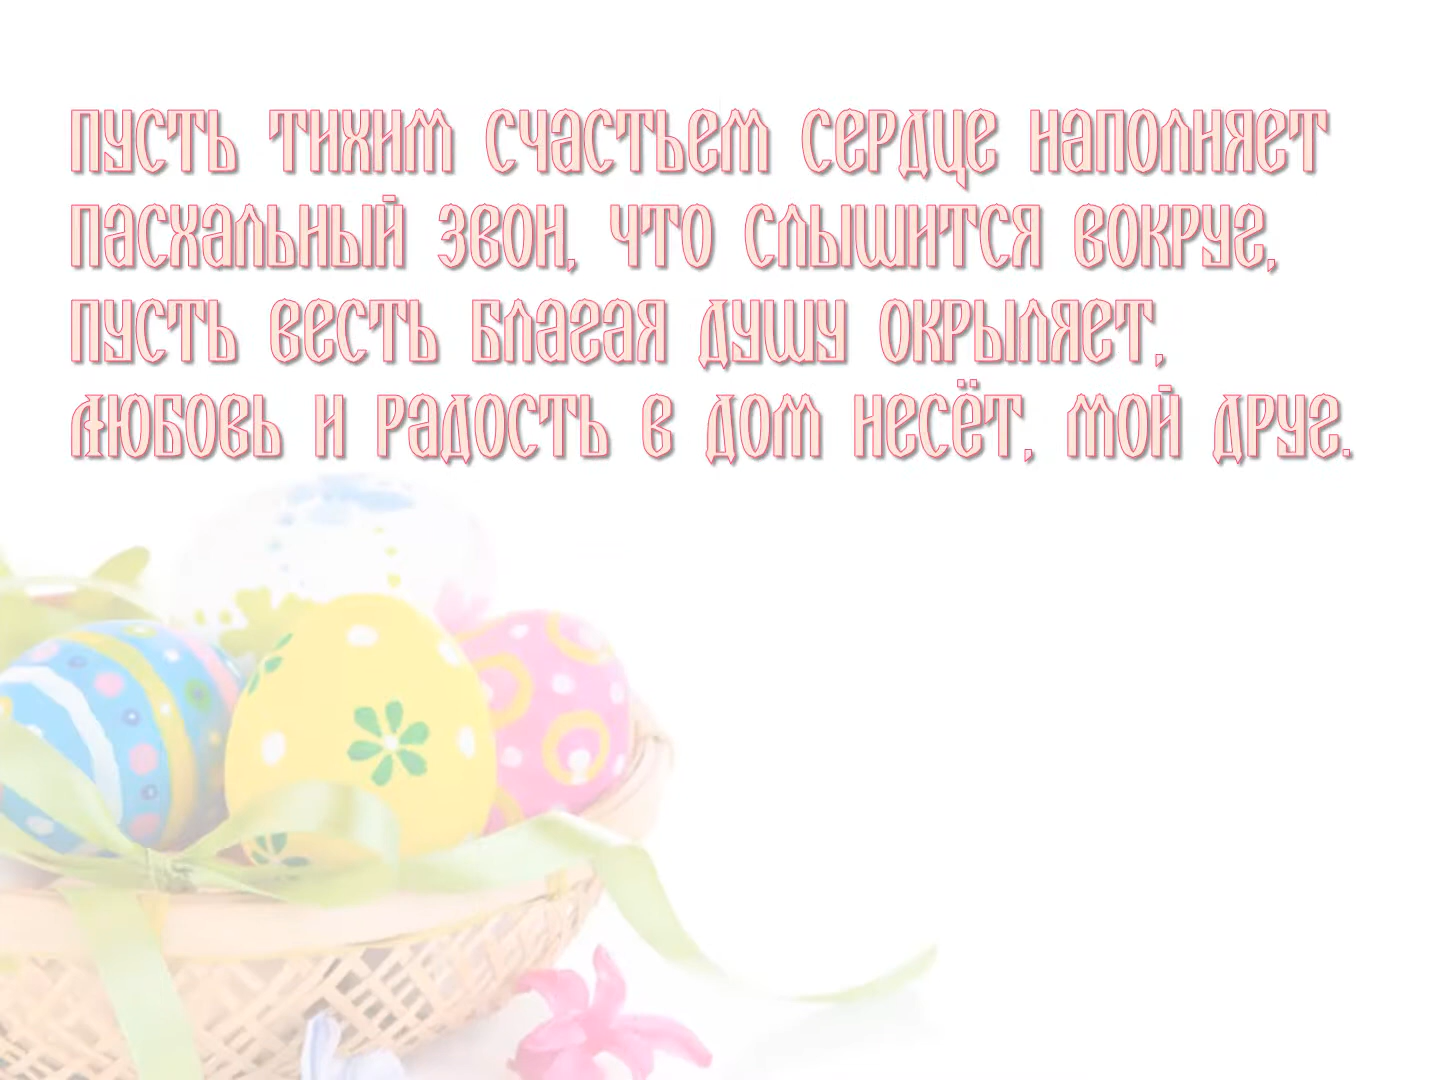 Пусть тихим счастьем сердце наполняет
Пасхальный звон, что слышится вокруг,
Пусть весть благая душу окрыляет,
Любовь и радость в дом несёт, мой друг.